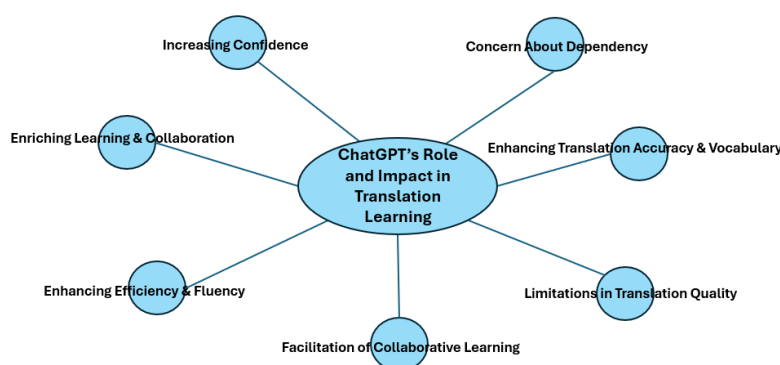 Increasing Confidence
Concern About Dependency
Enriching Learning & Collaboration
Enhancing Translation Accuracy & Vocabulary
ChatGPT's Role
and Impact in
Translation
Learning
Enhancing Efficiency & Fluency
Limitations in Translation Quality
Facilitation of Collaborative Learning